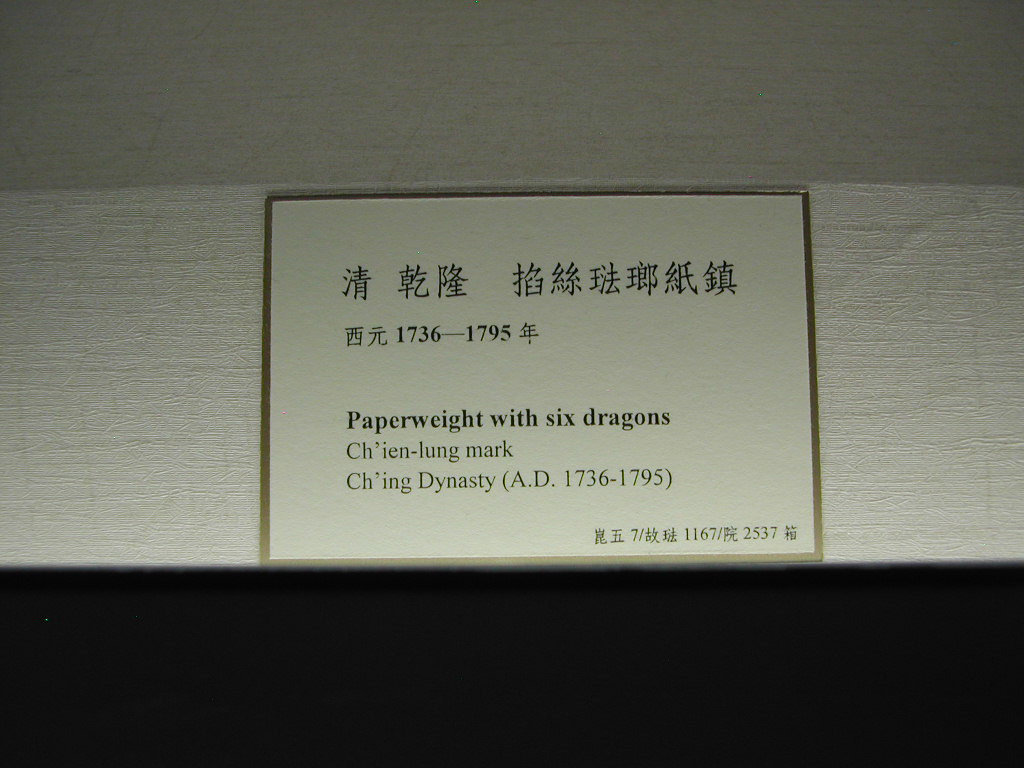 清 乾隆 掐絲琺瑯紙鎮
西元 1736—1795 年
Paperweight with six dragons
Ch'ien-lung mark
Ch'ing Dynasty (A.D. 1736-1795)
崑五 7/故琺 1167/院 2537 箱